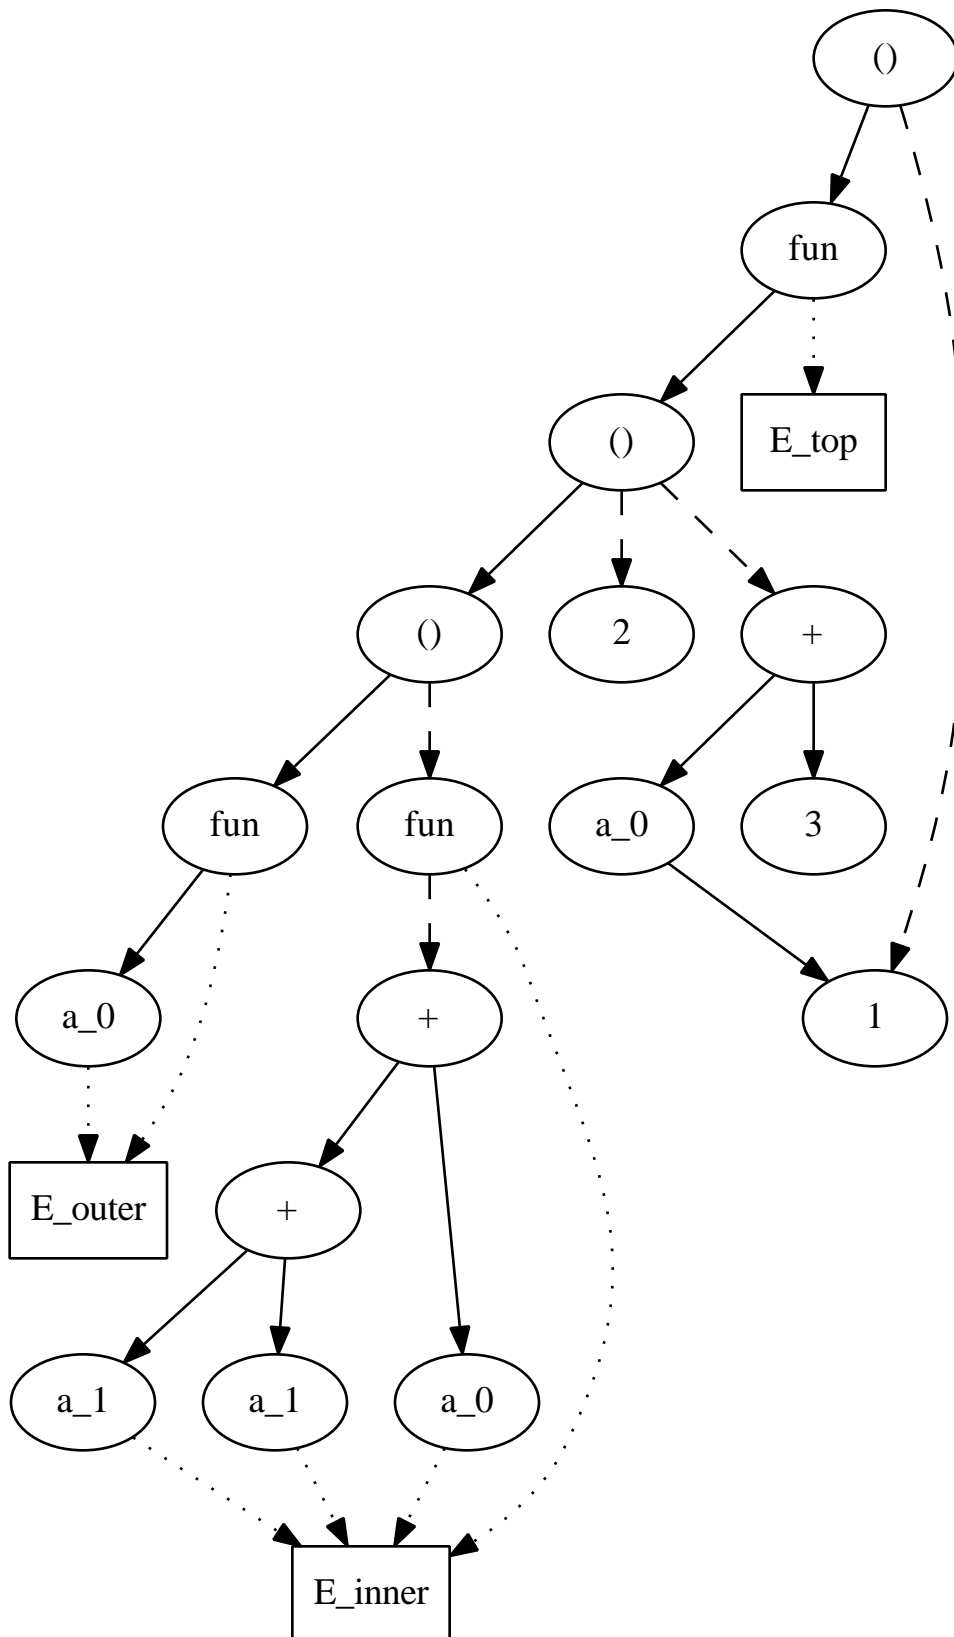 ()
fun
()
E_top
()
2
+
fun
fun
a_0
3
a_0
+
1
E_outer
+
a_1
a_1
a_0
E_inner